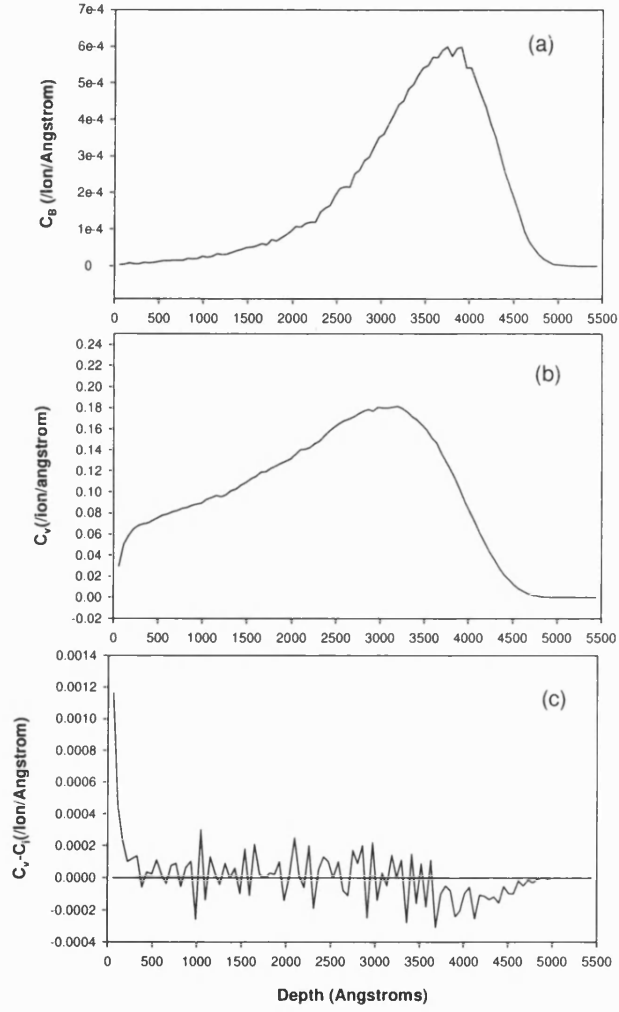 7e-4
6e-4
5e-4
4e-4
3e-4
2e-4
1e-4
0
C_B (/Ion/Angstrom)
(a)
0 500 1000 1500 2000 2500 3000 3500 4000 4500 5000 5500
0.24
0.22
0.20
0.18
0.16
0.14
0.12
0.10
0.08
0.06
0.04
0.02
0.00
-0.02
C_v(/ion/angstrom)
(b)
0 500 1000 1500 2000 2500 3000 3500 4000 4500 5000 5500
0.0014
0.0012
0.0010
0.0008
0.0006
0.0004
0.0002
0.0000
-0.0002
-0.0004
C_v-C_i(/Ion/Angstrom)
(c)
0 500 1000 1500 2000 2500 3000 3500 4000 4500 5000 5500
Depth (Angstroms)